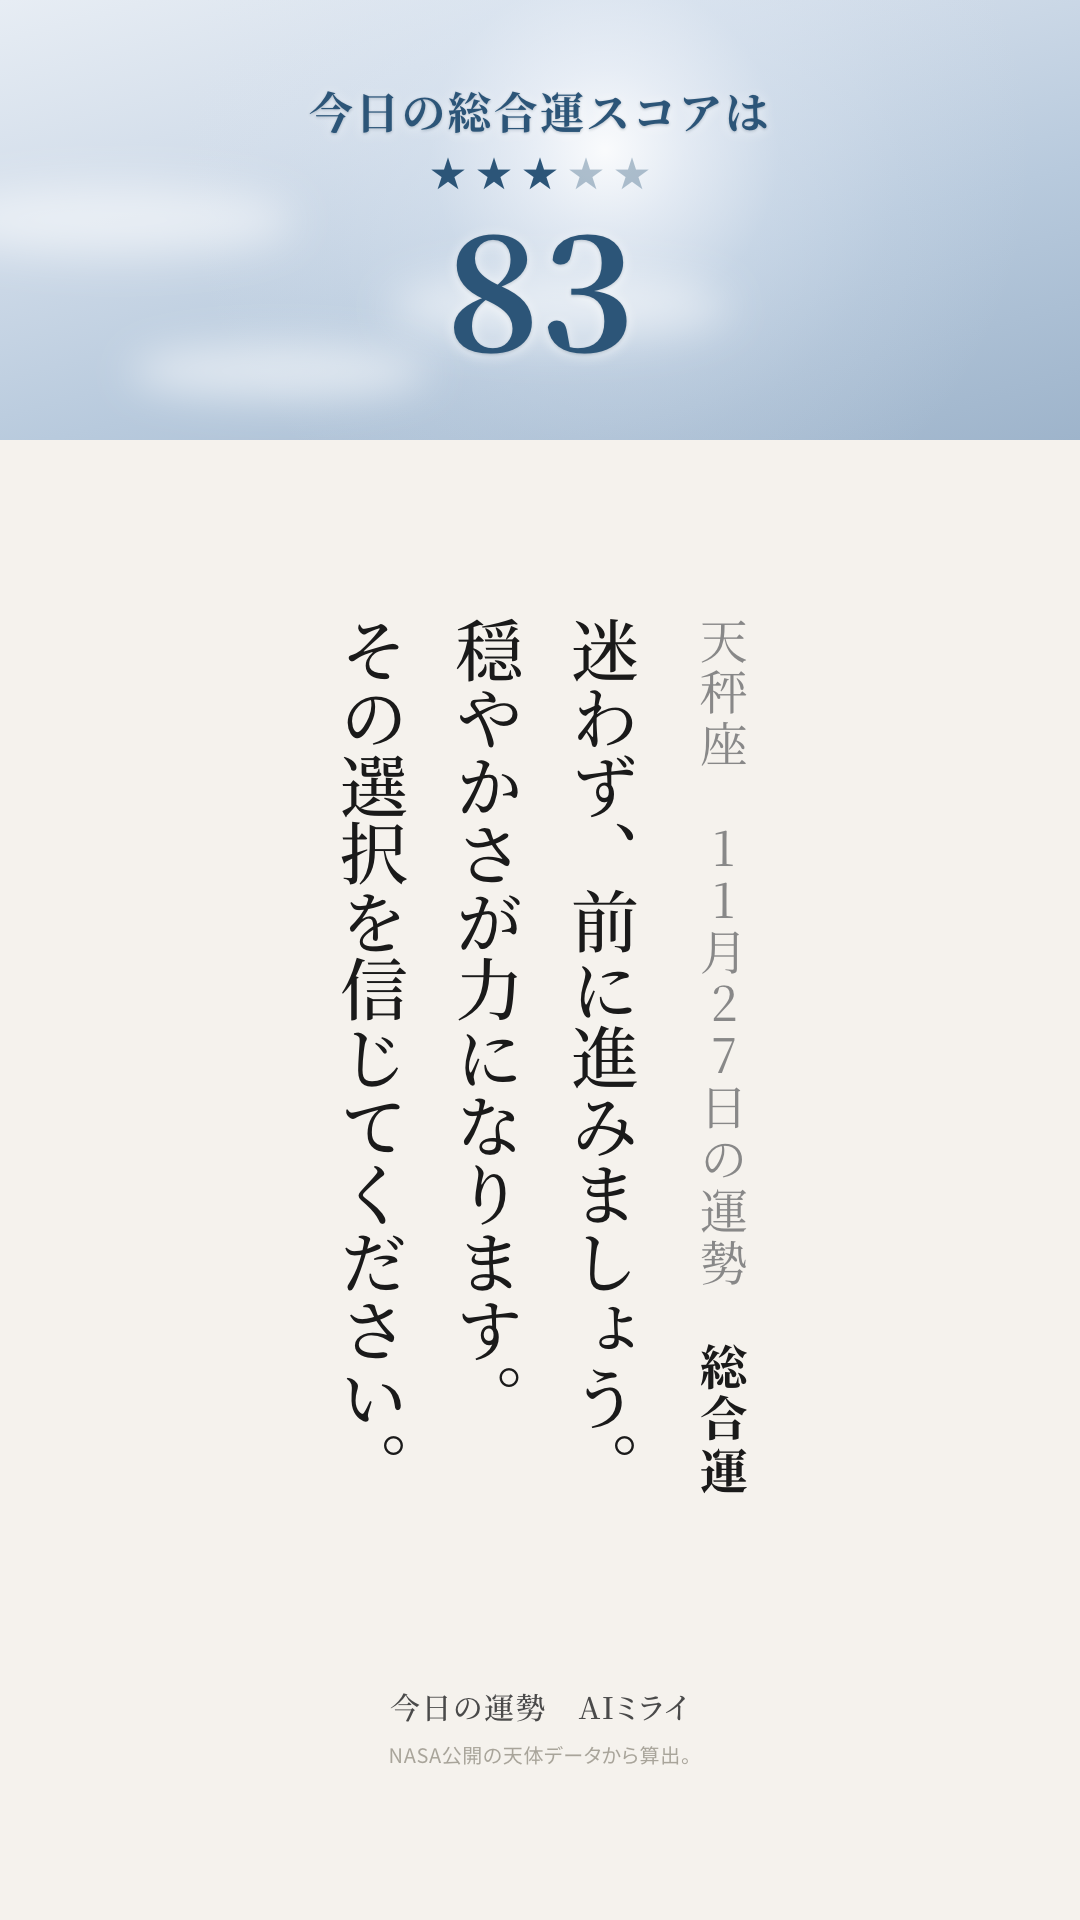 今日の総合運スコアは
★★★★★
83
天秤座　11月27日の運勢　総合運
迷わず、前に進みましょう。
穏やかさが力になります。
その選択を信じてください。
今日の運勢　AIミライ
NASA公開の天体データから算出。